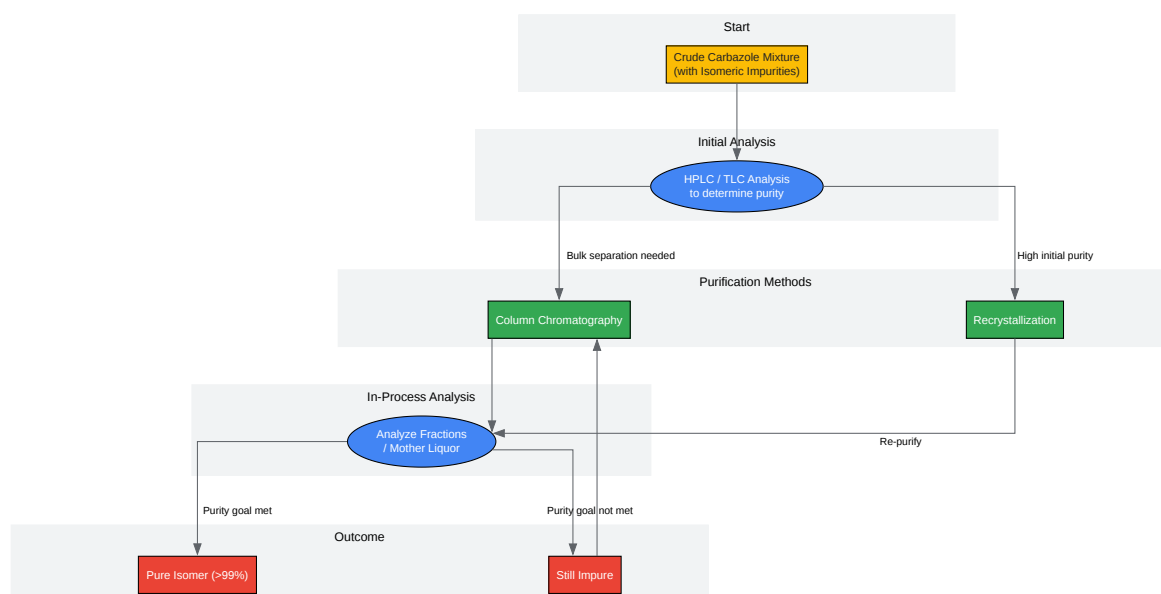 Start
Crude Carbazole Mixture
(with Isomeric Impurities)
Initial Analysis
HPLC / TLC Analysis
to determine purity
Bulk separation needed
High initial purity
Purification Methods
Column Chromatography
Recrystallization
In-Process Analysis
Analyze Fractions
/ Mother Liquor
Re-purify
Purity goal met
Purity goal not met
Outcome
Pure Isomer (>99%)
Still Impure